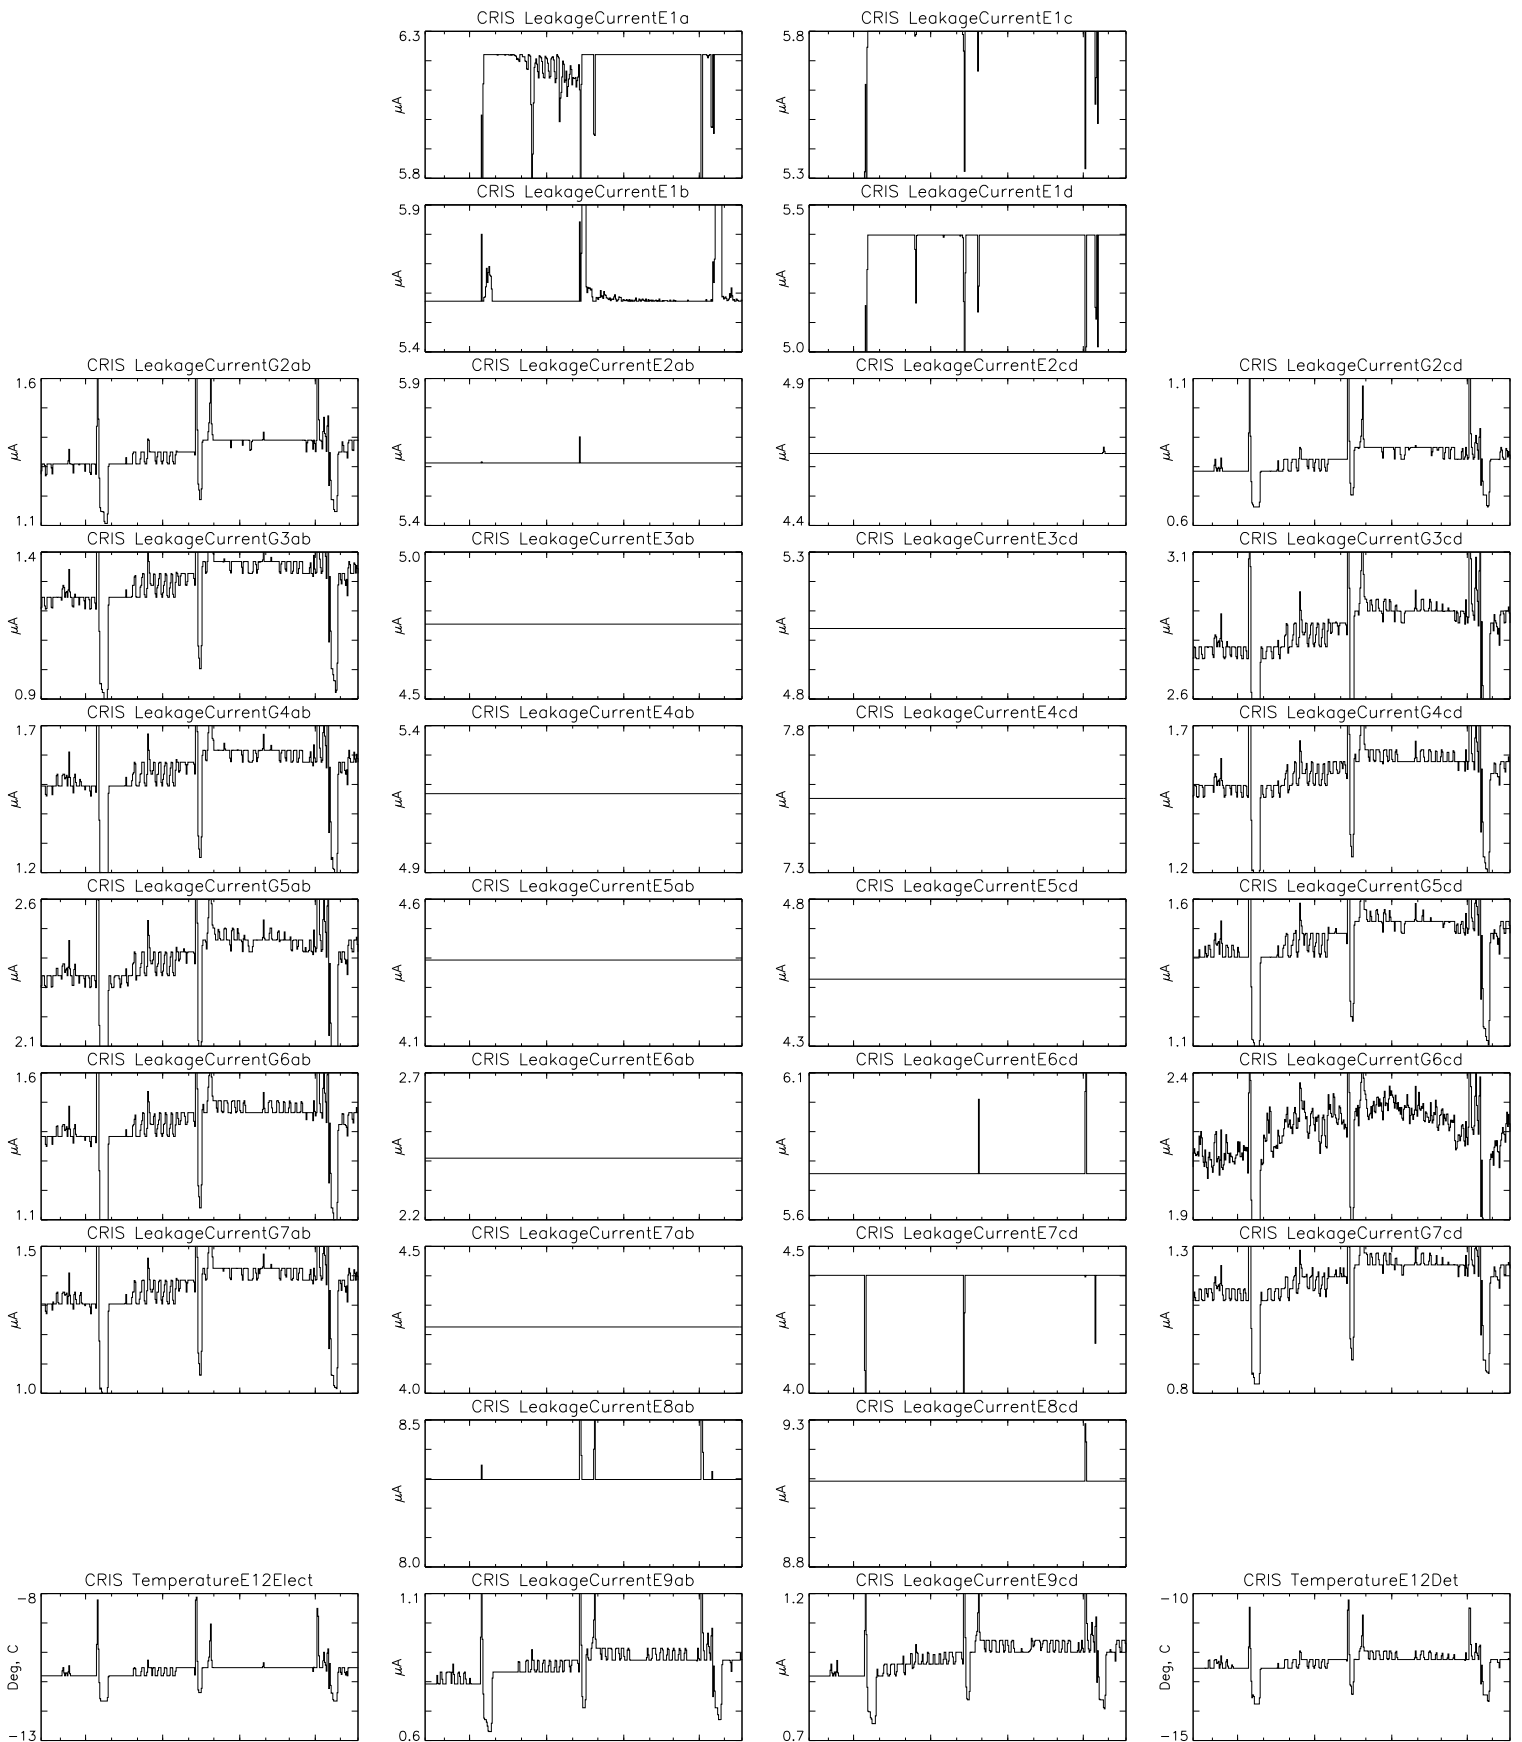 CRIS LeakageCurrentE1a
CRIS LeakageCurrentE1c
6.3
µA
5.8
5.8
µA
5.3
CRIS LeakageCurrentE1b
CRIS LeakageCurrentE1d
5.9
µA
5.4
5.5
µA
5.0
CRIS LeakageCurrentG2ab
CRIS LeakageCurrentE2ab
CRIS LeakageCurrentE2cd
CRIS LeakageCurrentG2cd
1.6
µA
1.1
5.9
µA
5.4
4.9
µA
4.4
1.1
µA
0.6
CRIS LeakageCurrentG3ab
CRIS LeakageCurrentE3ab
CRIS LeakageCurrentE3cd
CRIS LeakageCurrentG3cd
1.4
µA
0.9
5.0
µA
4.5
5.3
µA
4.8
3.1
µA
2.6
CRIS LeakageCurrentG4ab
CRIS LeakageCurrentE4ab
CRIS LeakageCurrentE4cd
CRIS LeakageCurrentG4cd
1.7
µA
1.2
5.4
µA
4.9
7.8
µA
7.3
1.7
µA
1.2
CRIS LeakageCurrentG5ab
CRIS LeakageCurrentE5ab
CRIS LeakageCurrentE5cd
CRIS LeakageCurrentG5cd
2.6
µA
2.1
4.6
µA
4.1
4.8
µA
4.3
1.6
µA
1.1
CRIS LeakageCurrentG6ab
CRIS LeakageCurrentE6ab
CRIS LeakageCurrentE6cd
CRIS LeakageCurrentG6cd
1.6
µA
1.1
2.7
µA
2.2
6.1
µA
5.6
2.4
µA
1.9
CRIS LeakageCurrentG7ab
CRIS LeakageCurrentE7ab
CRIS LeakageCurrentE7cd
CRIS LeakageCurrentG7cd
1.5
µA
1.0
4.5
µA
4.0
4.5
µA
4.0
1.3
µA
0.8
CRIS LeakageCurrentE8ab
CRIS LeakageCurrentE8cd
8.5
µA
8.0
9.3
µA
8.8
CRIS TemperatureE12Elect
CRIS LeakageCurrentE9ab
CRIS LeakageCurrentE9cd
CRIS TemperatureE12Det
-8
Deg, C
-13
1.1
µA
0.6
1.2
µA
0.7
-10
Deg, C
-15